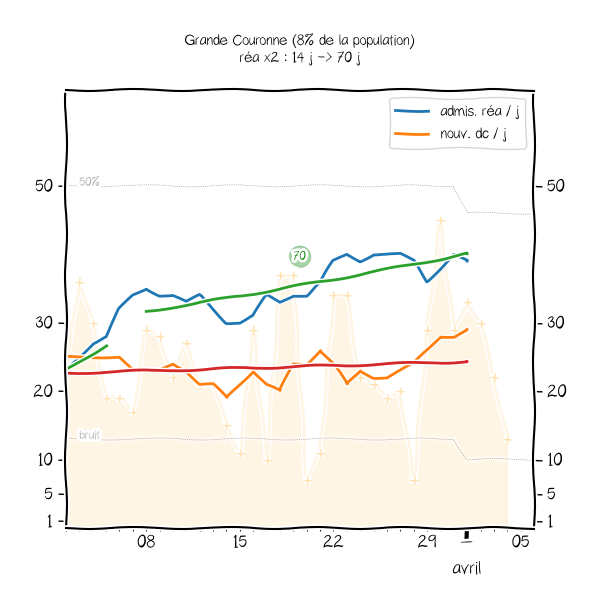 Grande Couronne (8% de la population)
réa x2 : 14 j -> 70 j
admis. réa / j
nouv. dc / j
50 50% 50
70
30 30
20 20
bruit
10 10
5 5
1 1
08 15 22 29 1 05
avril